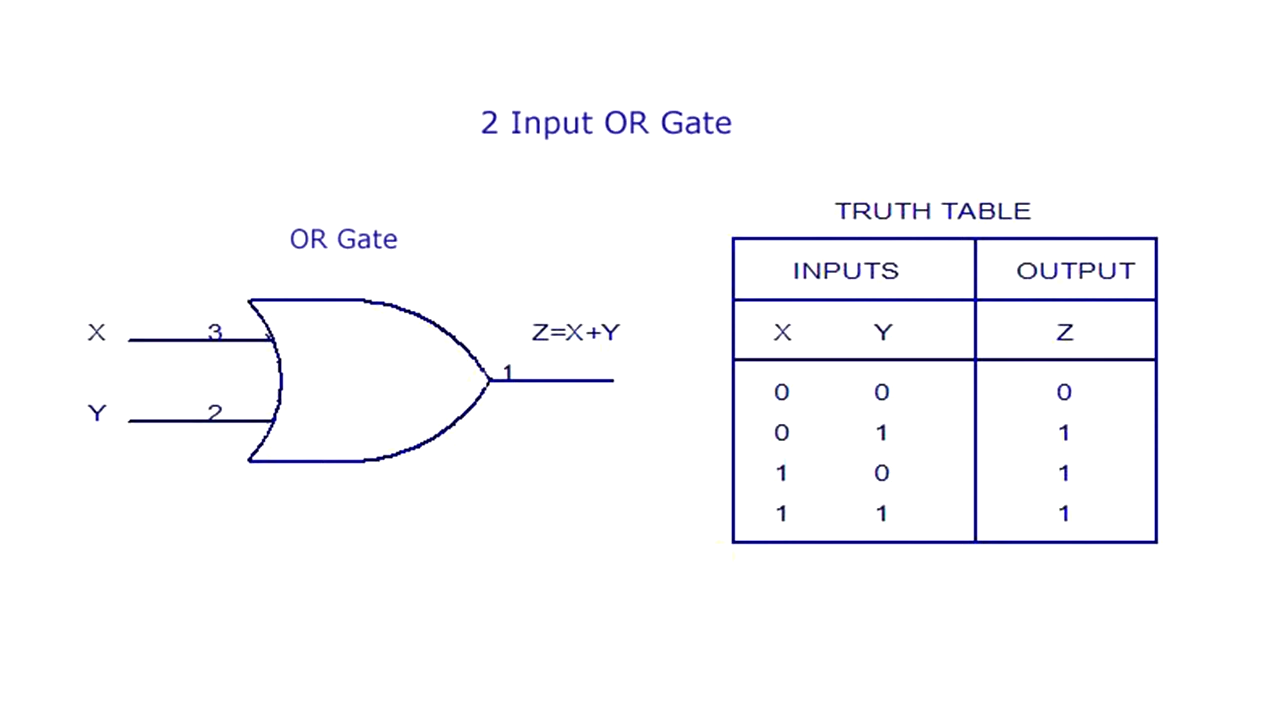 2 Input OR Gate
OR Gate
X 3
Y 2
1
Z=X+Y
TRUTH TABLE
INPUTS OUTPUT
X Y Z
0 0 0
0 1 1
1 0 1
1 1 1